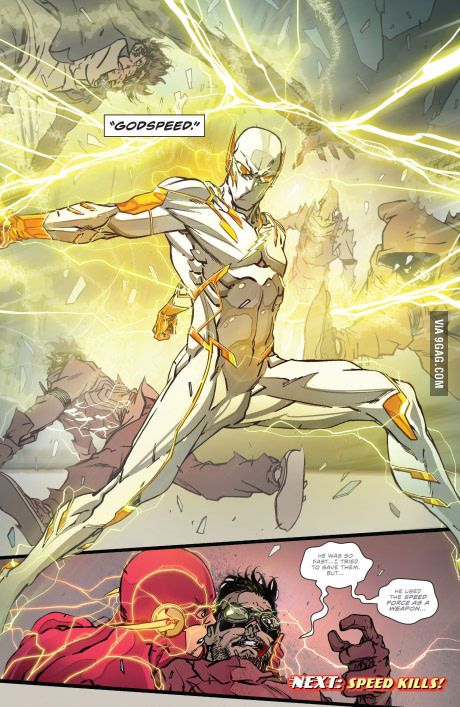 "GODSPEED."
VIA 9GAG.COM
HE WAS SO
FAST...I TRIED
TO SAVE THEM,
BUT...
HE USED
THE SPEED
FORCE AS A
WEAPON...
NEXT: SPEED KILLS!